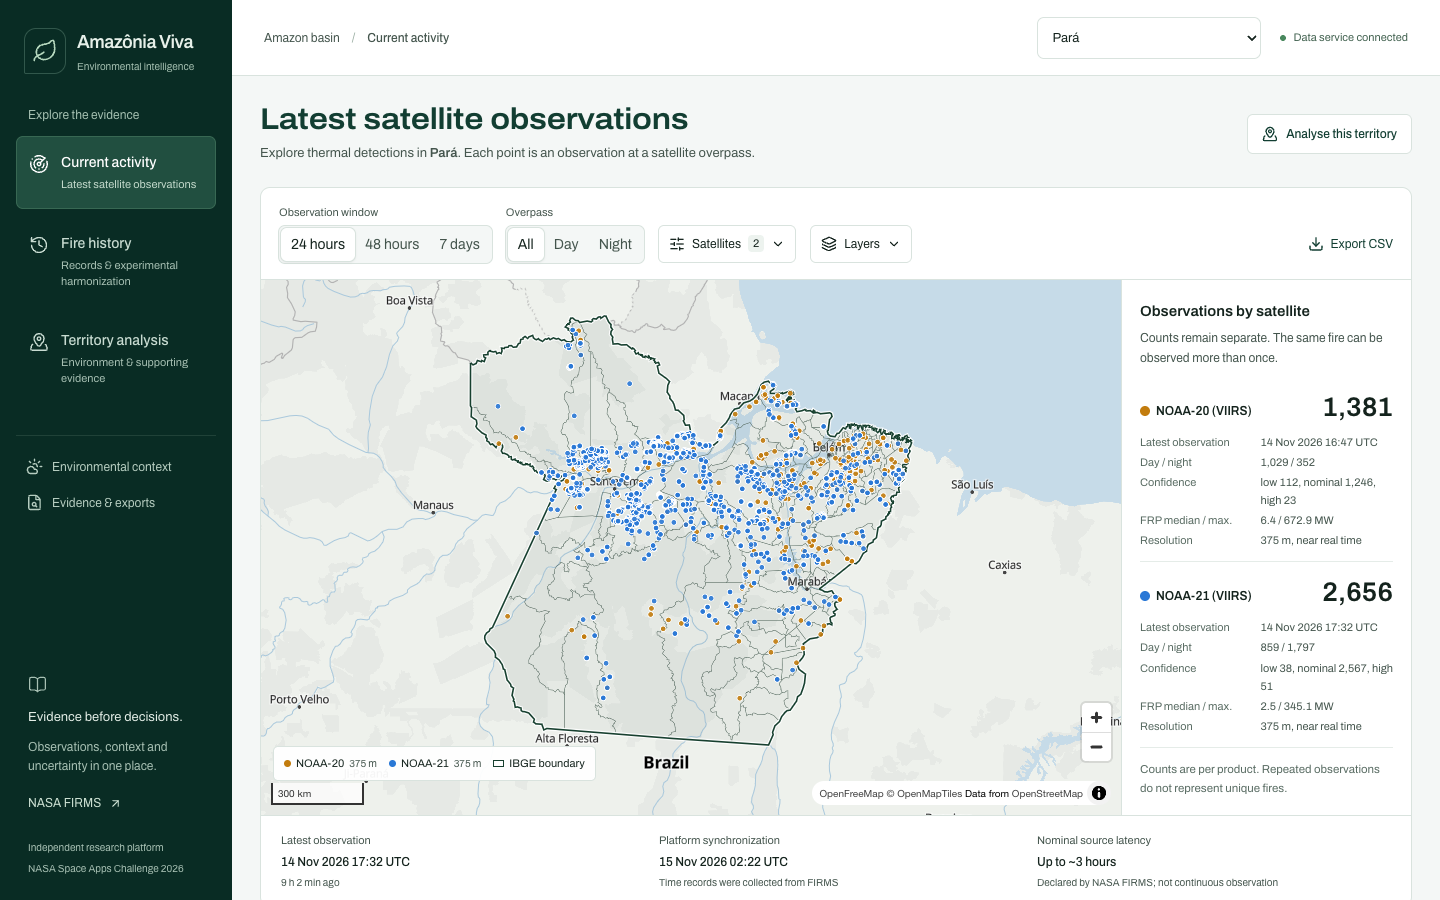 Amazônia Viva
Environmental intelligence
Explore the evidence
Current activity
Latest satellite observations
Fire history
Records & experimental
harmonization
Territory analysis
Environment & supporting
evidence
Environmental context
Evidence & exports
Evidence before decisions.
Observations, context and
uncertainty in one place.
NASA FIRMS
Independent research platform
NASA Space Apps Challenge 2026
Amazon basin / Current activity
Pará
Data service connected
Latest satellite observations
Explore thermal detections in Pará. Each point is an observation at a satellite overpass.
Analyse this territory
Observation window
24 hours 48 hours 7 days
Overpass
All Day Night
Satellites 2
Layers
Export CSV
Boa Vista
Macap
Belém
Santarém
São Luís
Manaus
Caxias
Marabá
Porto Velho
Alta Floresta
Brazil
NOAA-20 375 m NOAA-21 375 m IBGE boundary
300 km
OpenFreeMap © OpenMapTiles Data from OpenStreetMap
Observations by satellite
Counts remain separate. The same fire can be
observed more than once.
NOAA-20 (VIIRS) 1,381
Latest observation 14 Nov 2026 16:47 UTC
Day / night 1,029 / 352
Confidence low 112, nominal 1,246,
high 23
FRP median / max. 6.4 / 672.9 MW
Resolution 375 m, near real time
NOAA-21 (VIIRS) 2,656
Latest observation 14 Nov 2026 17:32 UTC
Day / night 859 / 1,797
Confidence low 38, nominal 2,567, high
51
FRP median / max. 2.5 / 345.1 MW
Resolution 375 m, near real time
Counts are per product. Repeated observations
do not represent unique fires.
Latest observation
14 Nov 2026 17:32 UTC
9 h 2 min ago
Platform synchronization
15 Nov 2026 02:22 UTC
Time records were collected from FIRMS
Nominal source latency
Up to ~3 hours
Declared by NASA FIRMS; not continuous observation